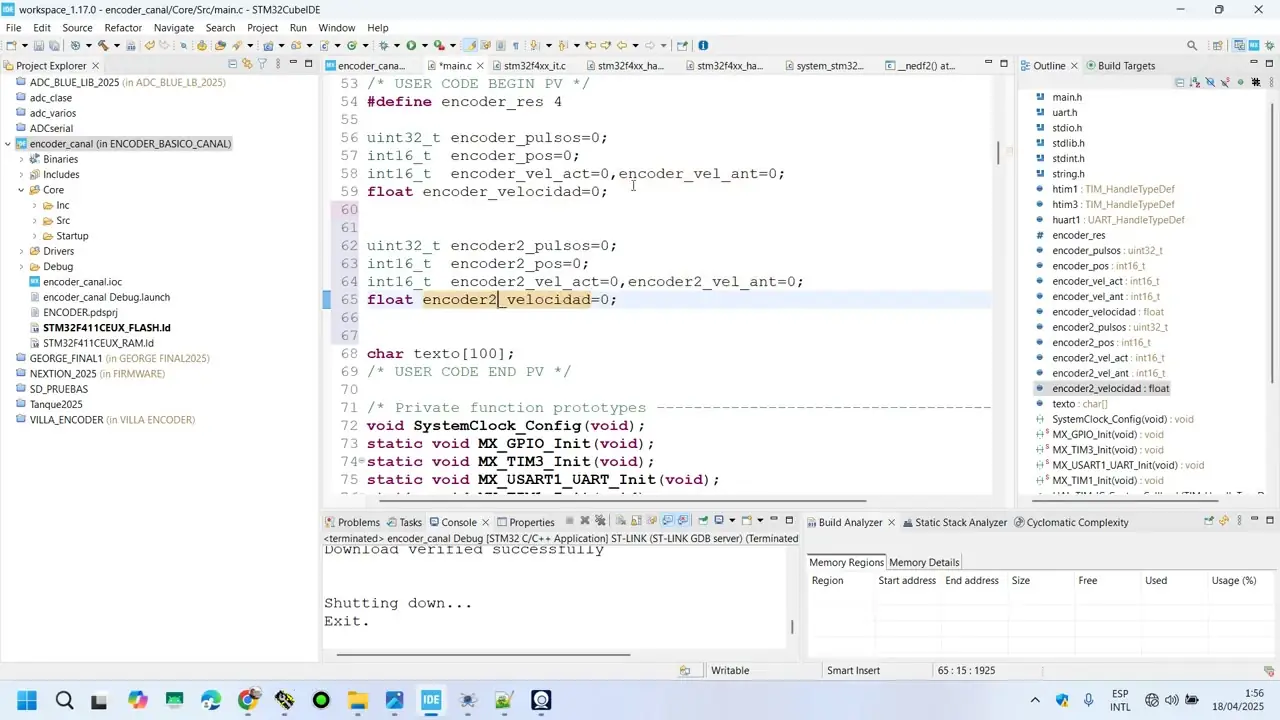 workspace_1.17.0 - encoder_canal/Core/Src/main.c - STM32CubeIDE
File Edit Source Refactor Navigate Search Project Run Window Help
Project Explorer
encoder_cana...
*main.c
stm32f4xx_it.c
stm32f4xx_ha...
stm32f4xx_ha...
system_stm32...
__nedf2() at...
Outline
Build Targets
ADC_BLUE_LIB_2025 (in ADC_BLUE_LIB_2025)
adc_clase
adc_varios
ADCserial
encoder_canal (in ENCODER_BASICO_CANAL)
Binaries
Includes
Core
Inc
Src
Startup
Drivers
Debug
encoder_canal.ioc
encoder_canal Debug.launch
ENCODER.pdsprj
STM32F411CEUX_FLASH.ld
STM32F411CEUX_RAM.ld
GEORGE_FINAL1 (in GEORGE FINAL2025)
NEXTION_2025 (in FIRMWARE)
SD_PRUEBAS
Tanque2025
VILLA_ENCODER (in VILLA ENCODER)
53 /* USER CODE BEGIN PV */
54 #define encoder_res 4
55
56 uint32_t encoder_pulsos=0;
57 int16_t  encoder_pos=0;
58 int16_t  encoder_vel_act=0,encoder_vel_ant=0;
59 float encoder_velocidad=0;
60
61
62 uint32_t encoder2_pulsos=0;
63 int16_t  encoder2_pos=0;
64 int16_t  encoder2_vel_act=0,encoder2_vel_ant=0;
65 float encoder2_velocidad=0;
66
67
68 char texto[100];
69 /* USER CODE END PV */
70
71 /* Private function prototypes -------------------------------------
72 void SystemClock_Config(void);
73 static void MX_GPIO_Init(void);
74 static void MX_TIM3_Init(void);
75 static void MX_USART1_UART_Init(void);
main.h
uart.h
stdio.h
stdlib.h
stdint.h
string.h
htim1 : TIM_HandleTypeDef
htim3 : TIM_HandleTypeDef
huart1 : UART_HandleTypeDef
encoder_res
encoder_pulsos : uint32_t
encoder_pos : int16_t
encoder_vel_act : int16_t
encoder_vel_ant : int16_t
encoder_velocidad : float
encoder2_pulsos : uint32_t
encoder2_pos : int16_t
encoder2_vel_act : int16_t
encoder2_vel_ant : int16_t
encoder2_velocidad : float
texto : char[]
SystemClock_Config(void) : void
MX_GPIO_Init(void) : void
MX_TIM3_Init(void) : void
MX_USART1_UART_Init(void) : void
MX_TIM1_Init(void) : void
Problems
Tasks
Console
Properties
<terminated> encoder_canal Debug [STM32 C/C++ Application] ST-LINK (ST-LINK GDB server) (Terminated
Download verified successfully
Shutting down...
Exit.
Build Analyzer
Static Stack Analyzer
Cyclomatic Complexity
Memory Regions
Memory Details
Region Start address End address Size Free Used Usage (%)
Writable
Smart Insert
65 : 15 : 1925
ESP
INTL
1:56
18/04/2025